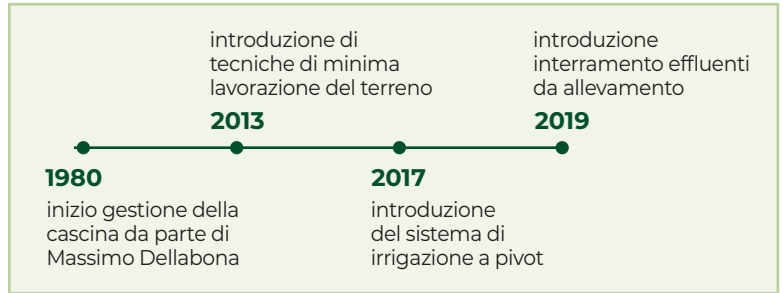 introduzione di
tecniche di minima
lavorazione del terreno
2013
introduzione
interramento effluenti
da allevamento
2019
1980
inizio gestione della
cascina da parte di
Massimo Dellabona
2017
introduzione
del sistema di
irrigazione a pivot